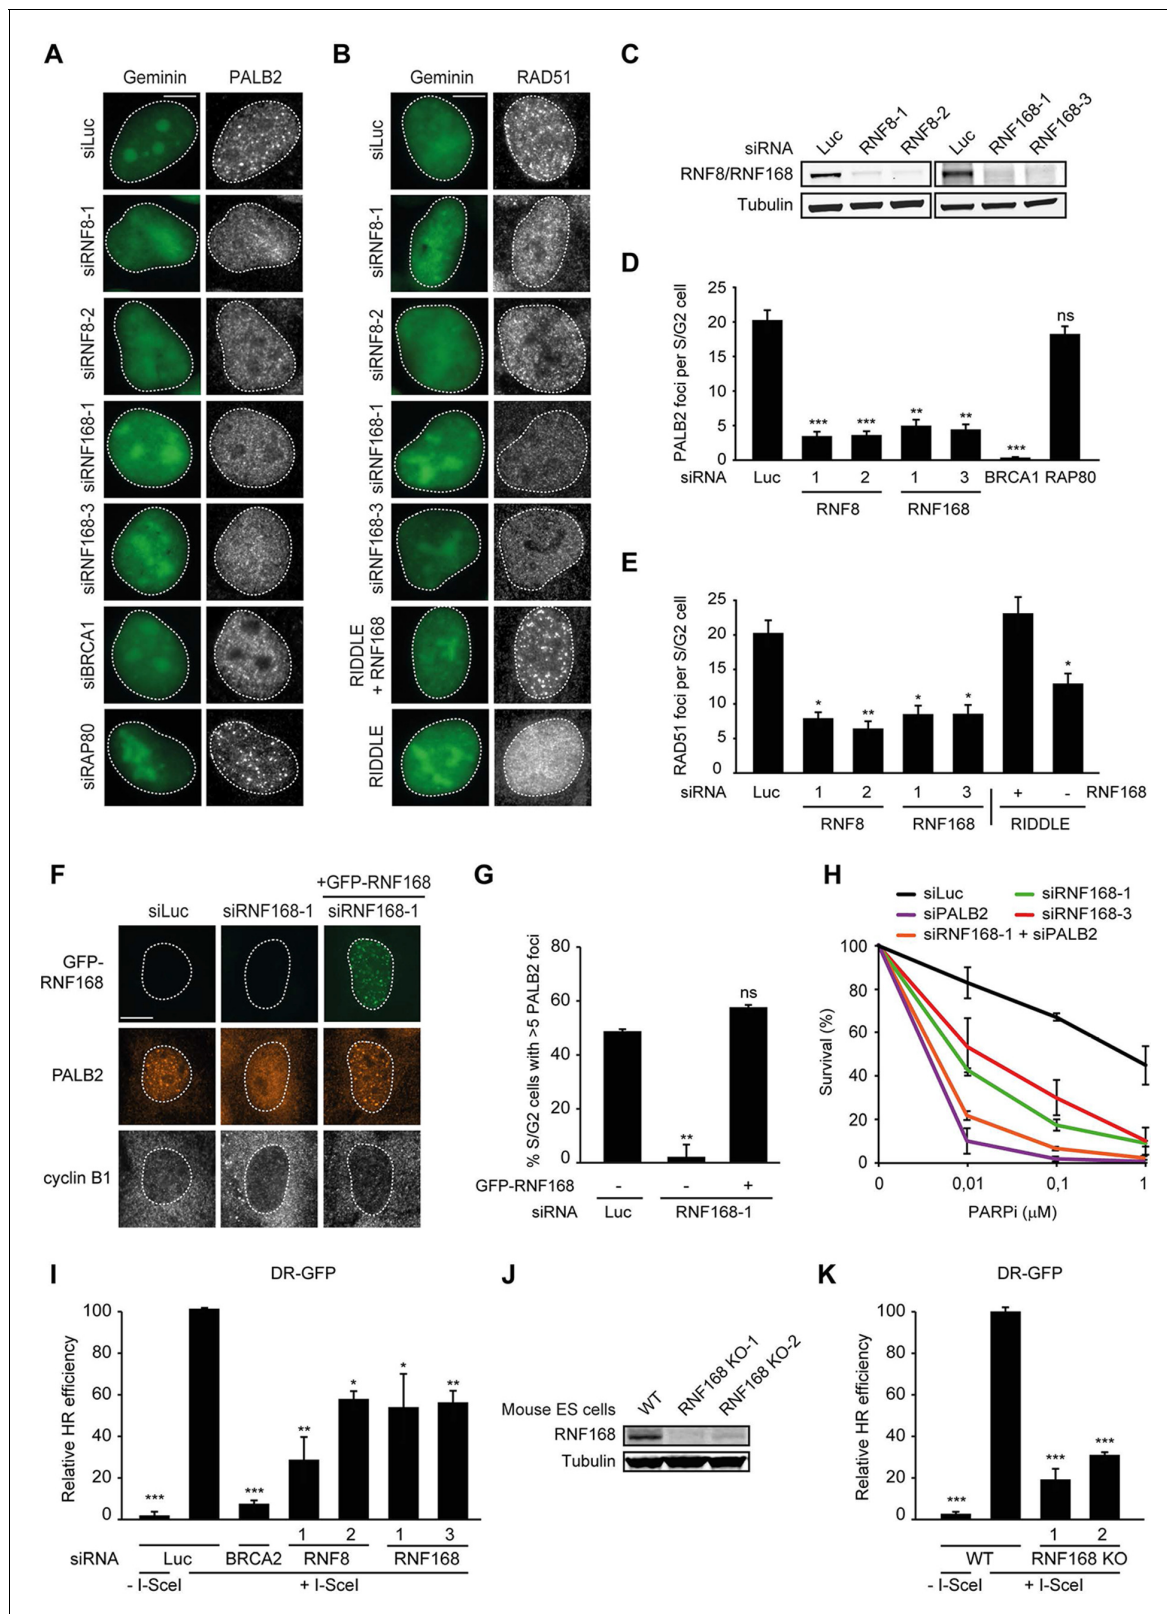 A
Geminin PALB2
siLuc
siRNF8-1
siRNF8-2
siRNF168-1
siRNF168-3
siBRCA1
siRAP80
B
Geminin RAD51
siLuc
siRNF8-1
siRNF8-2
siRNF168-1
siRNF168-3
RIDDLE
+ RNF168
RIDDLE
C
siRNA Luc RNF8-1 RNF8-2 Luc RNF168-1 RNF168-3
RNF8/RNF168
Tubulin
D
PALB2 foci per S/G2 cell
25
20
15
10
5
0
*** *** ** ** *** ns
siRNA Luc 1 2 1 3 BRCA1 RAP80
RNF8 RNF168
E
RAD51 foci per S/G2 cell
25
20
15
10
5
0
* ** * * *
siRNA Luc 1 2 1 3 + - RNF168
RNF8 RNF168 RIDDLE
F
+GFP-RNF168
siLuc siRNF168-1 siRNF168-1
GFP-
RNF168
PALB2
cyclin B1
G
% S/G2 cells with >5 PALB2 foci
80
60
40
20
0
** ns
GFP-RNF168 - - +
siRNA Luc RNF168-1
H
siLuc siRNF168-1
siPALB2 siRNF168-3
siRNF168-1 + siPALB2
Survival (%)
100
80
60
40
20
0
0 0,01 0,1 1
PARPi (μM)
I
DR-GFP
Relative HR efficiency
100
80
60
40
20
0
*** *** ** * * **
1 2 1 3
siRNA Luc BRCA2 RNF8 RNF168
- I-SceI + I-SceI
J
Mouse ES cells WT RNF168 KO-1 RNF168 KO-2
RNF168
Tubulin
K
DR-GFP
Relative HR efficiency
100
80
60
40
20
0
*** *** ***
1 2
WT RNF168 KO
- I-SceI + I-SceI